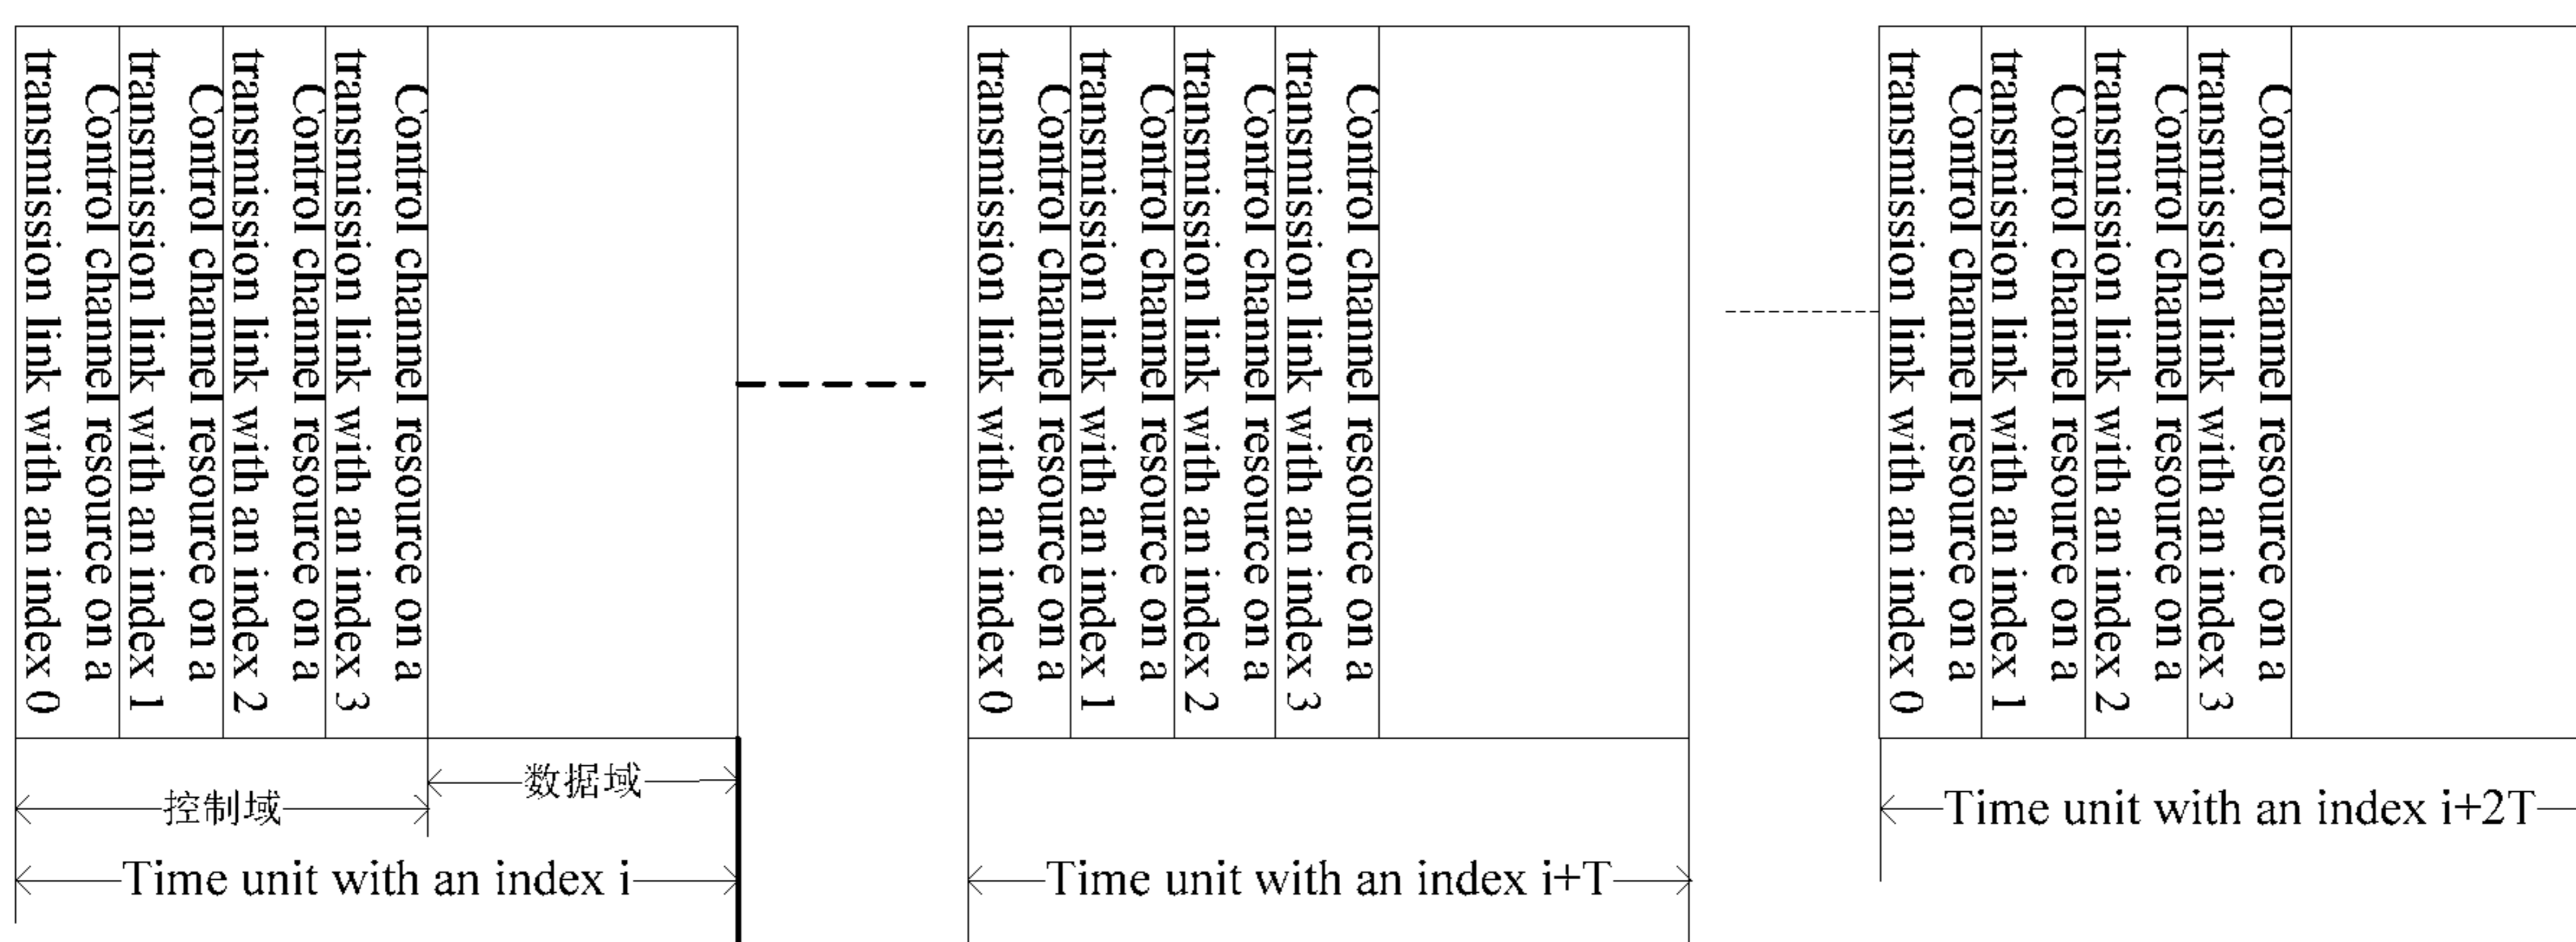 Control channel resource on a
transmission link with an index 0
Control channel resource on a
transmission link with an index 1
Control channel resource on a
transmission link with an index 2
Control channel resource on a
transmission link with an index 3
Control channel resource on a
transmission link with an index 0
Control channel resource on a
transmission link with an index 1
Control channel resource on a
transmission link with an index 2
Control channel resource on a
transmission link with an index 3
Control channel resource on a
transmission link with an index 0
Control channel resource on a
transmission link with an index 1
Control channel resource on a
transmission link with an index 2
Control channel resource on a
transmission link with an index 3
数据域
控制域
Time unit with an index i
Time unit with an index i+T
Time unit with an index i+2T